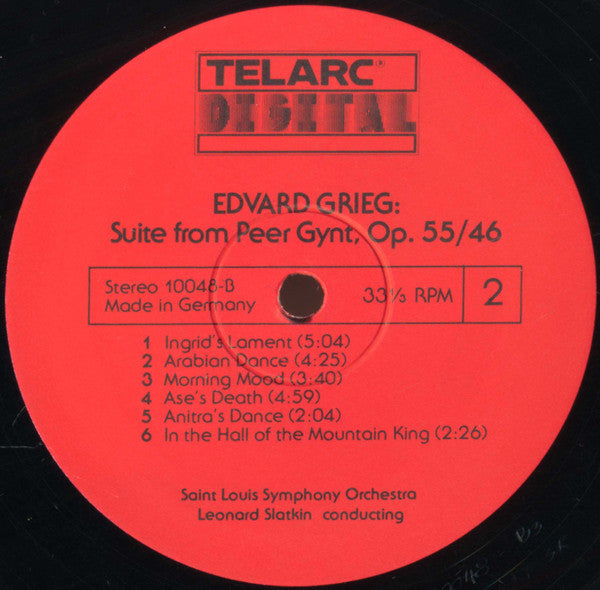 TELARC®
DIGITAL
EDVARD GRIEG:
Suite from Peer Gynt, Op. 55/46
Stereo 10048-B 33⅓ RPM 2
Made in Germany
1 Ingrid's Lament (5:04)
2 Arabian Dance (4:25)
3 Morning Mood (3:40)
4 Ase's Death (4:59)
5 Anitra's Dance (2:04)
6 In the Hall of the Mountain King (2:26)
Saint Louis Symphony Orchestra
Leonard Slatkin conducting